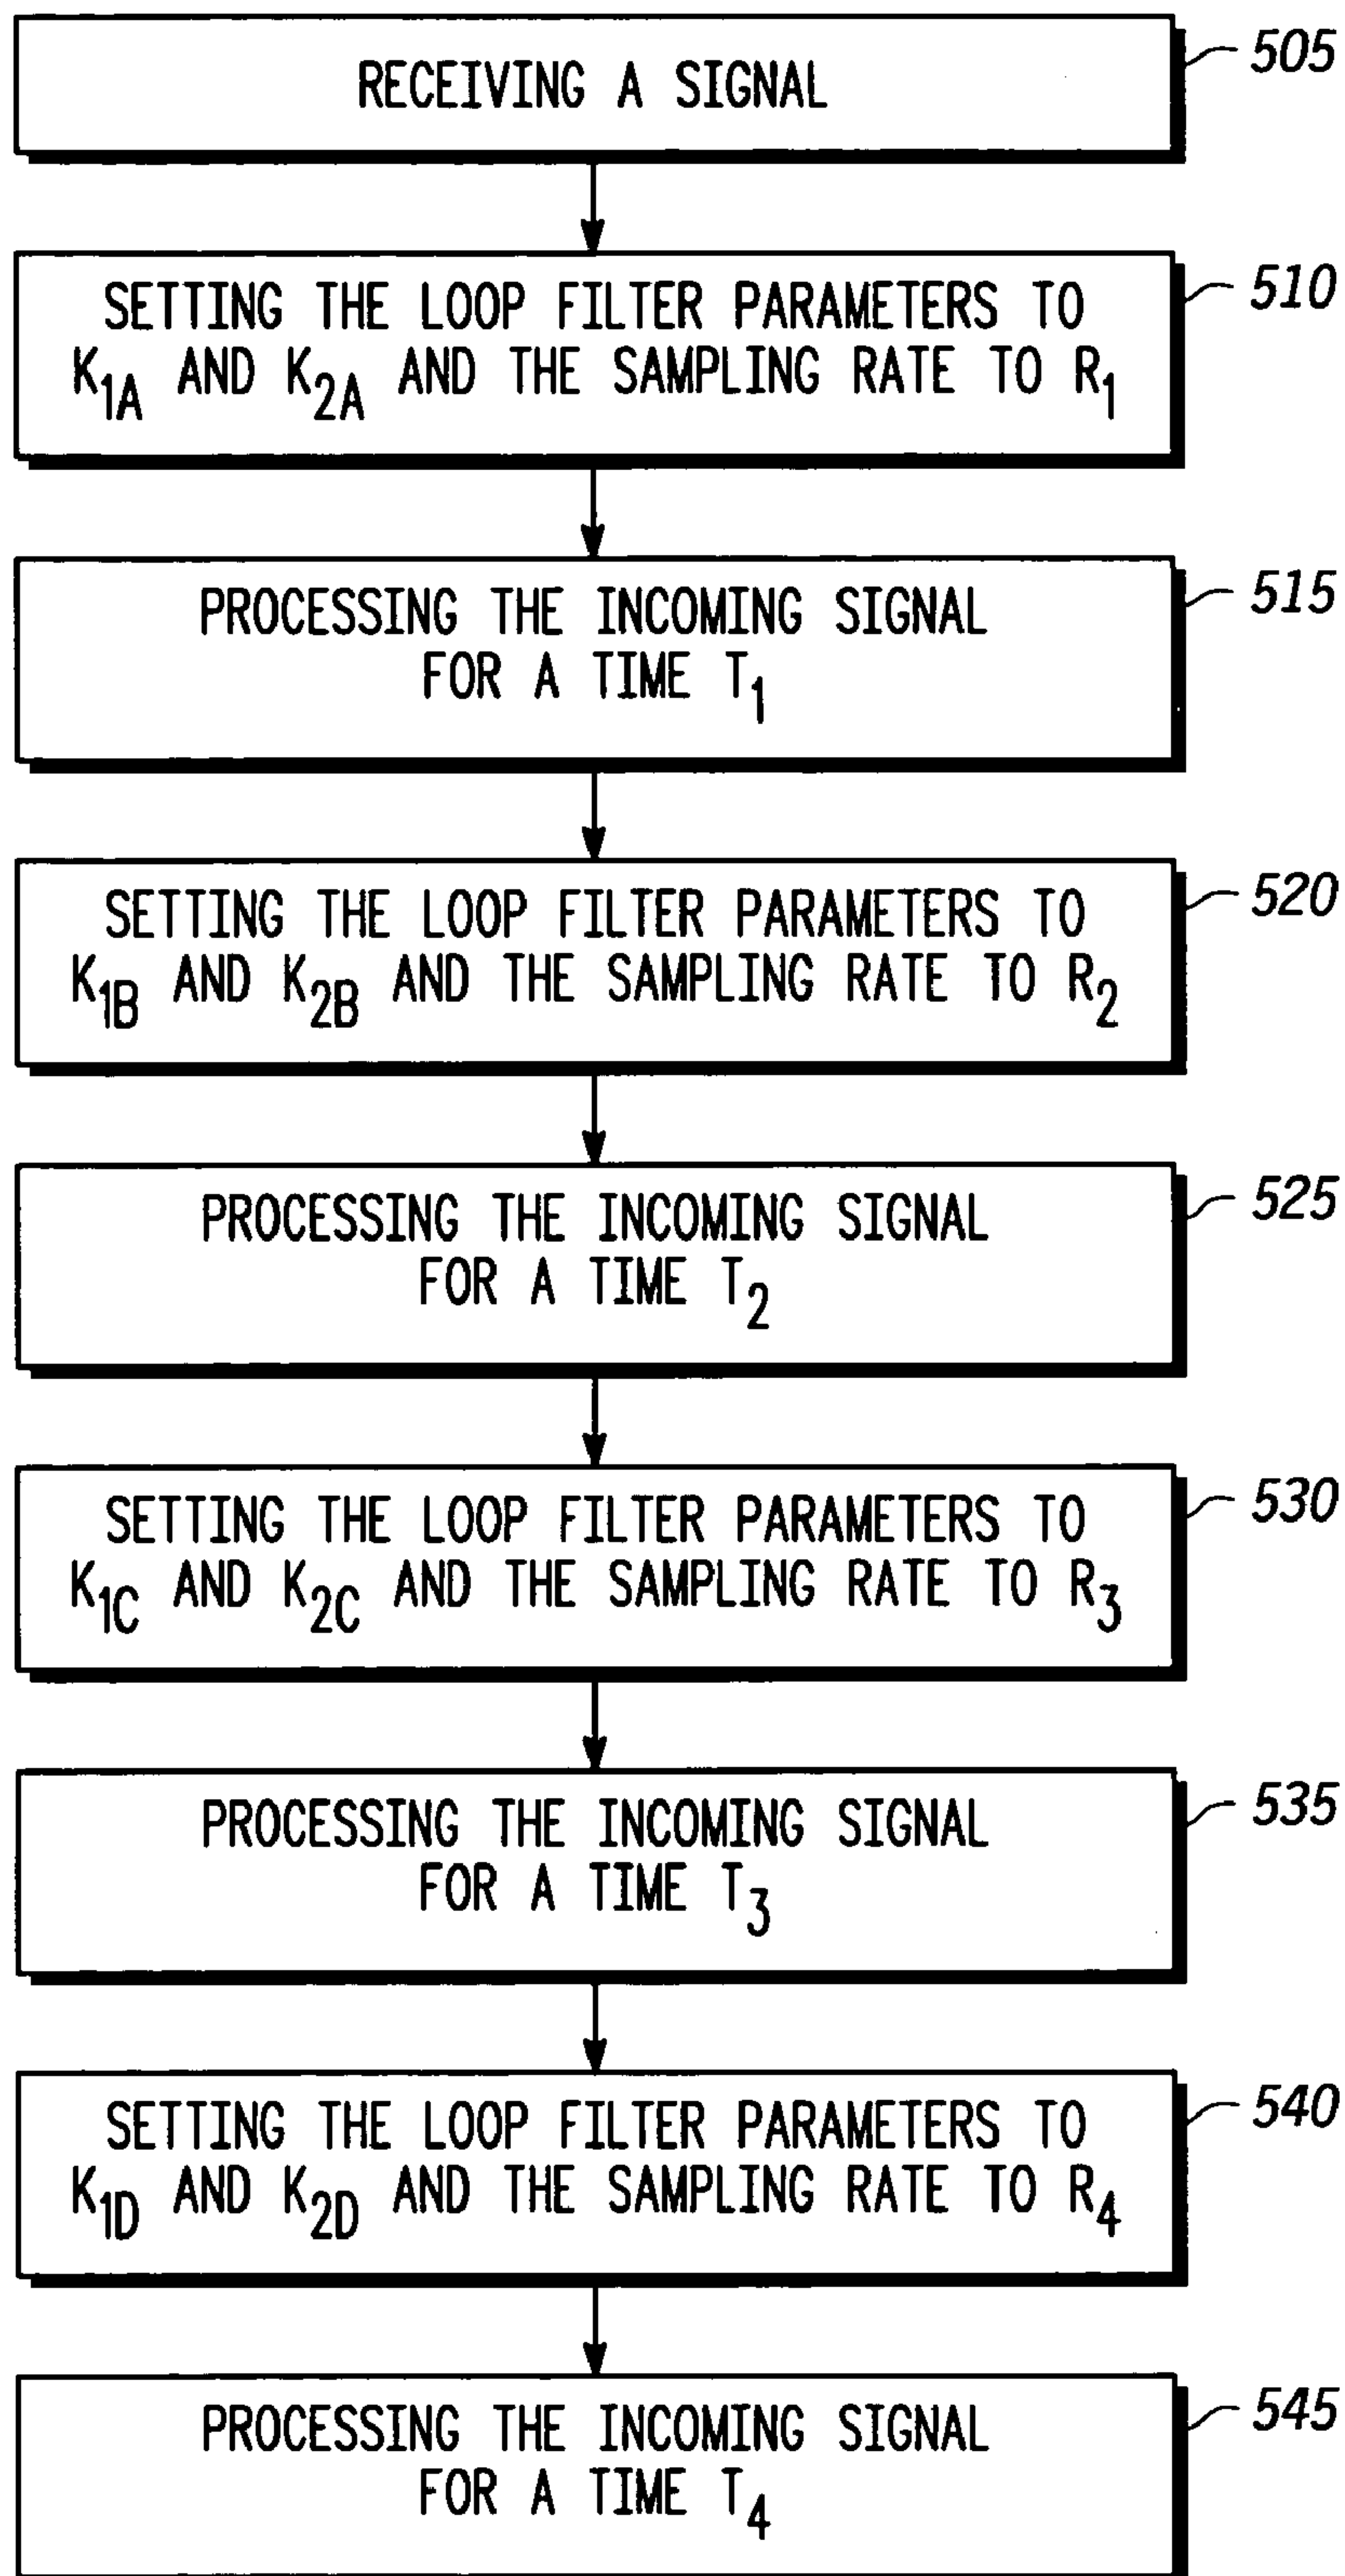 RECEIVING A SIGNAL
505
SETTING THE LOOP FILTER PARAMETERS TO
K1A AND K2A AND THE SAMPLING RATE TO R1
510
PROCESSING THE INCOMING SIGNAL
FOR A TIME T1
515
SETTING THE LOOP FILTER PARAMETERS TO
K1B AND K2B AND THE SAMPLING RATE TO R2
520
PROCESSING THE INCOMING SIGNAL
FOR A TIME T2
525
SETTING THE LOOP FILTER PARAMETERS TO
K1C AND K2C AND THE SAMPLING RATE TO R3
530
PROCESSING THE INCOMING SIGNAL
FOR A TIME T3
535
SETTING THE LOOP FILTER PARAMETERS TO
K1D AND K2D AND THE SAMPLING RATE TO R4
540
PROCESSING THE INCOMING SIGNAL
FOR A TIME T4
545